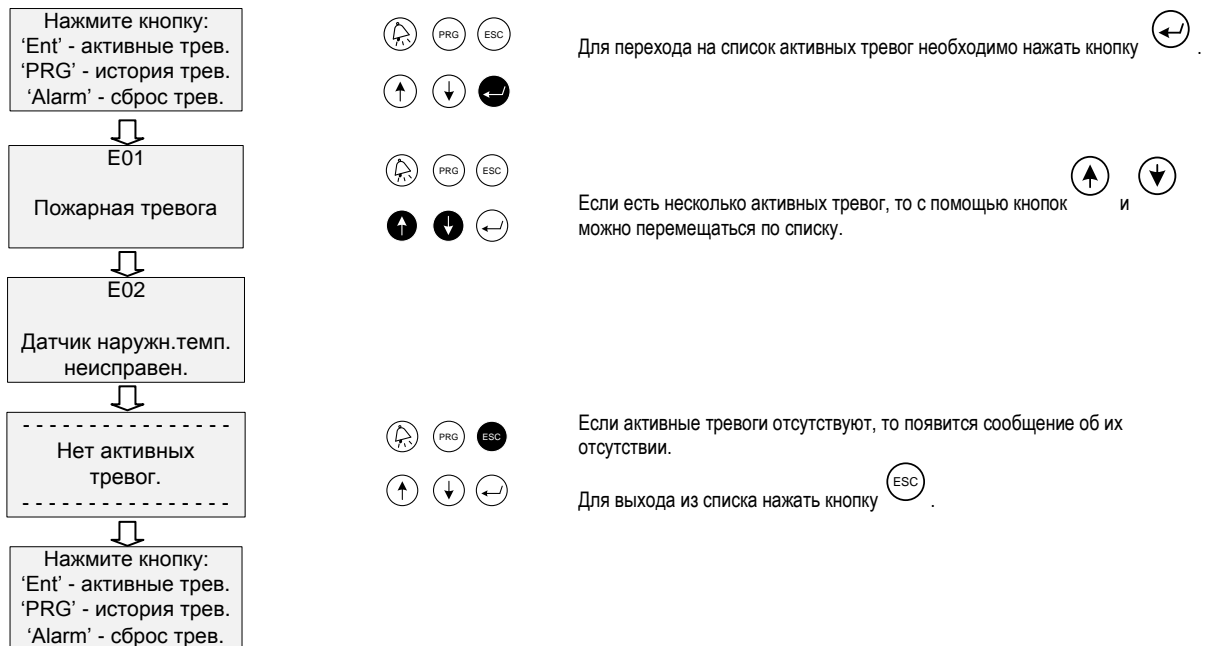 Нажмите кнопку:
‘Ent’ - активные трев.
‘PRG’ - история трев.
‘Alarm’ - сброс трев.
PRG ESC
Для перехода на список активных тревог необходимо нажать кнопку .
E01
Пожарная тревога
PRG ESC
Если есть несколько активных тревог, то с помощью кнопок и
можно перемещаться по списку.
E02
Датчик наружн.темп.
неисправен.
- - - - - - - - - - - - - - - -
Нет активных
тревог.
- - - - - - - - - - - - - - - -
PRG ESC
Если активные тревоги отсутствуют, то появится сообщение об их
отсутствии.
Для выхода из списка нажать кнопку ESC .
Нажмите кнопку:
‘Ent’ - активные трев.
‘PRG’ - история трев.
‘Alarm’ - сброс трев.